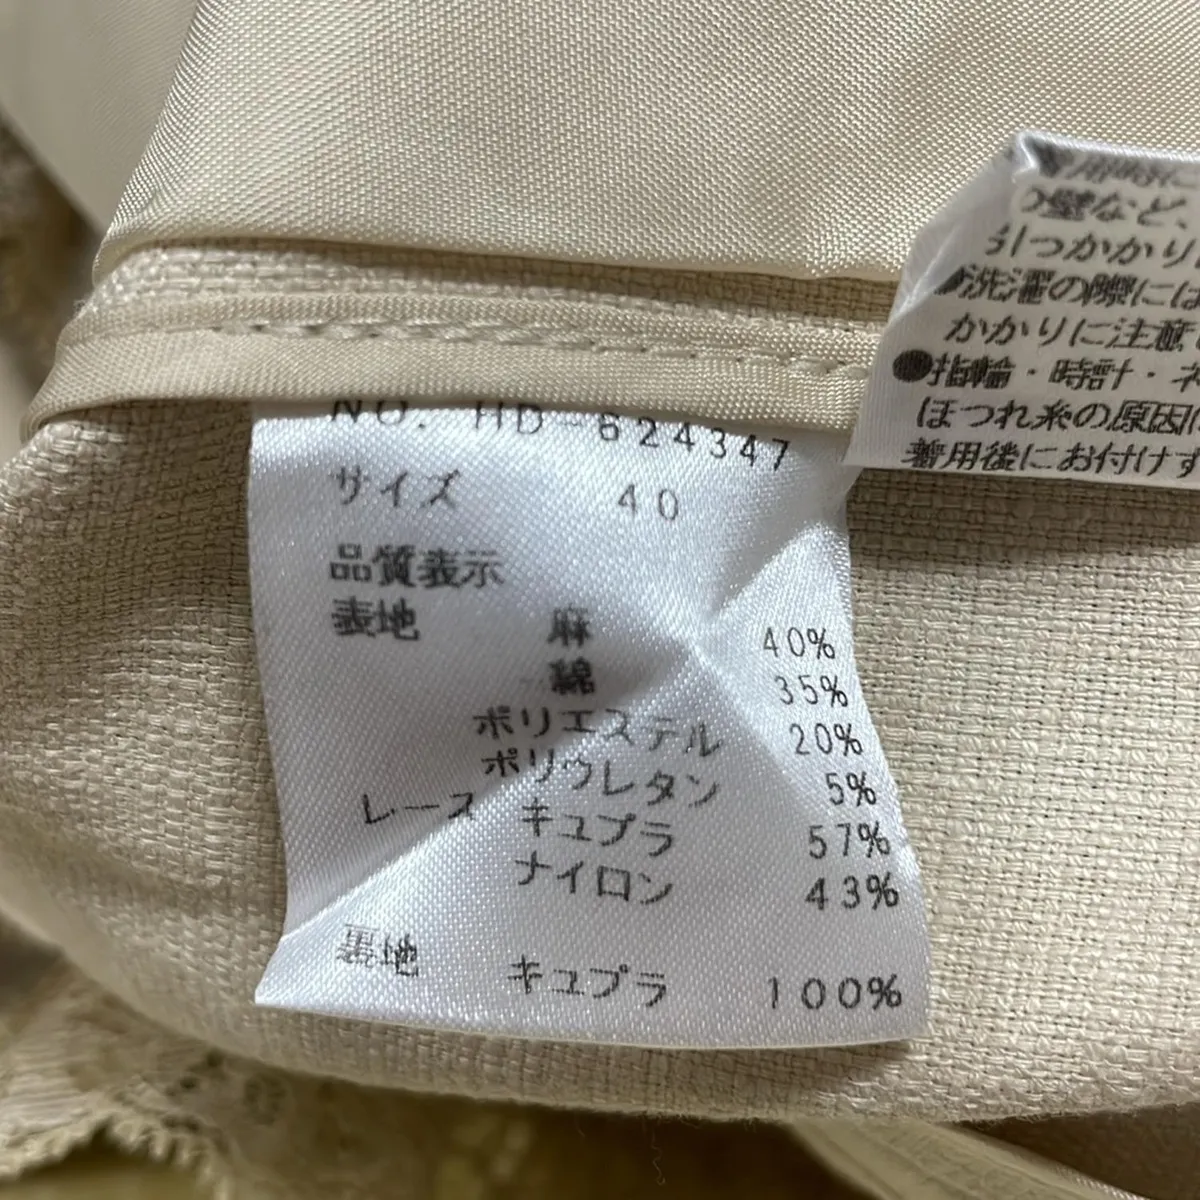 NO. HD-624347
サイズ 40
品質表示
表地 麻 40%
綿 35%
ポリエステル 20%
ポリウレタン 5%
レース キュプラ 57%
ナイロン 43%
裏地 キュプラ 100%
着用時に
の壁など、
引っかかり
●洗濯の際には
かかりに注意
●指輪・時計・ネ
ほつれ糸の原因
着用後にお付けす